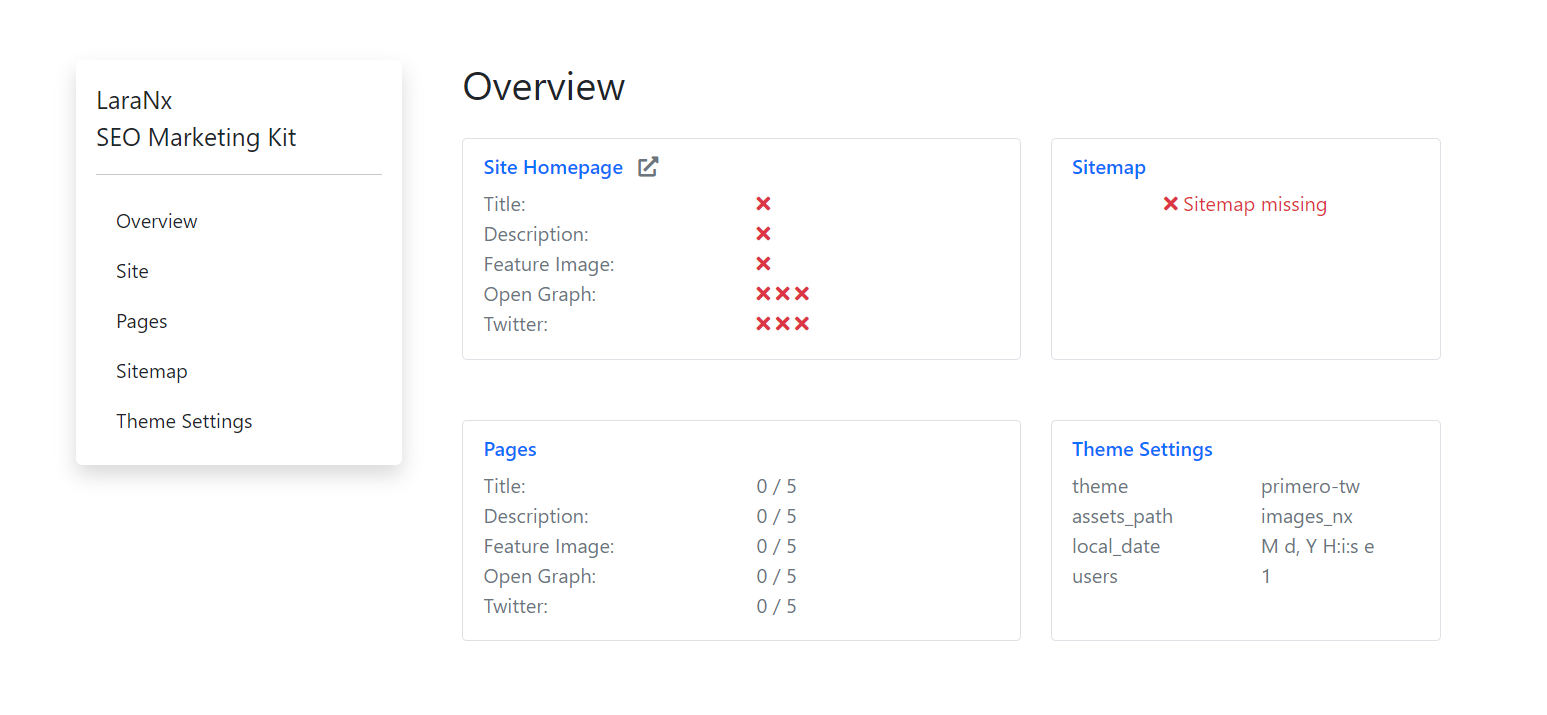 LaraNx
SEO Marketing Kit
Overview
Site
Pages
Sitemap
Theme Settings
Overview
Site Homepage
Title:
Description:
Feature Image:
Open Graph:
Twitter:
Sitemap
Sitemap missing
Pages
Title: 0 / 5
Description: 0 / 5
Feature Image: 0 / 5
Open Graph: 0 / 5
Twitter: 0 / 5
Theme Settings
theme primero-tw
assets_path images_nx
local_date M d, Y H:i:s e
users 1